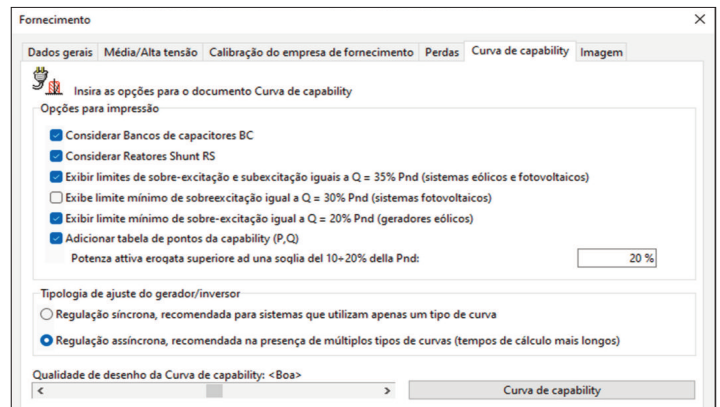 Fornecimento
Dados gerais Média/Alta tensão Calibração do empresa de fornecimento Perdas Curva de capability Imagem
Insira as opções para o documento Curva de capability
Opções para impressão
Considerar Bancos de capacitores BC
Considerar Reatores Shunt RS
Exibir limites de sobre-excitação e subexcitação iguais a Q = 35% Pnd (sistemas eólicos e fotovoltaicos)
Exibe limite mínimo de sobreexcitação igual a Q = 30% Pnd (sistemas fotovoltaicos)
Exibir limite mínimo de sobre-excitação igual a Q = 20% Pnd (geradores eólicos)
Adicionar tabela de pontos da capability (P,Q)
Potenza attiva erogata superiore ad una soglia del 10÷20% della Pnd: 20 %
Tipologia de ajuste do gerador/inversor
Regulação síncrona, recomendada para sistemas que utilizam apenas um tipo de curva
Regulação assíncrona, recomendada na presença de múltiplos tipos de curvas (tempos de cálculo mais longos)
Qualidade de desenho da Curva de capability: <Boa>
Curva de capability